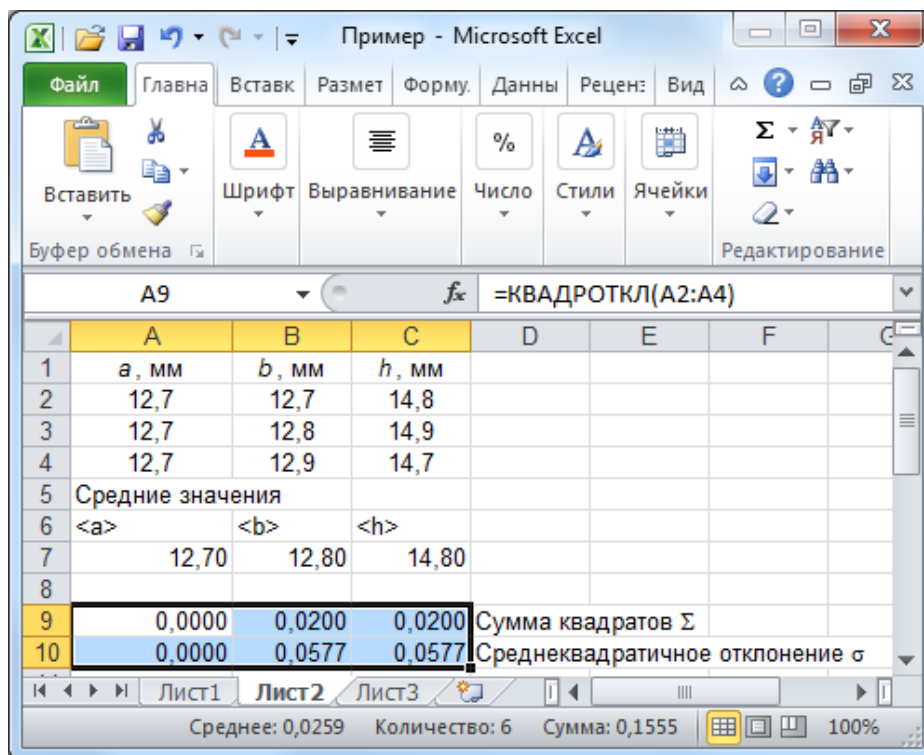 Пример - Microsoft Excel
Файл Главна Вставк Размет Форму. Данны Реценз Вид
Вставить Шрифт Выравнивание Число Стили Ячейки
Буфер обмена Редактирование
A9 fx =КВАДРОТКЛ(A2:A4)
A B C D E F G
1 a, мм b, мм h, мм
2 12,7 12,7 14,8
3 12,7 12,8 14,9
4 12,7 12,9 14,7
5 Средние значения
6 <a> <b> <h>
7 12,70 12,80 14,80
8
9 0,0000 0,0200 0,0200 Сумма квадратов Σ
10 0,0000 0,0577 0,0577 Среднеквадратичное отклонение σ
Лист1 Лист2 Лист3
Среднее: 0,0259 Количество: 6 Сумма: 0,1555 100%